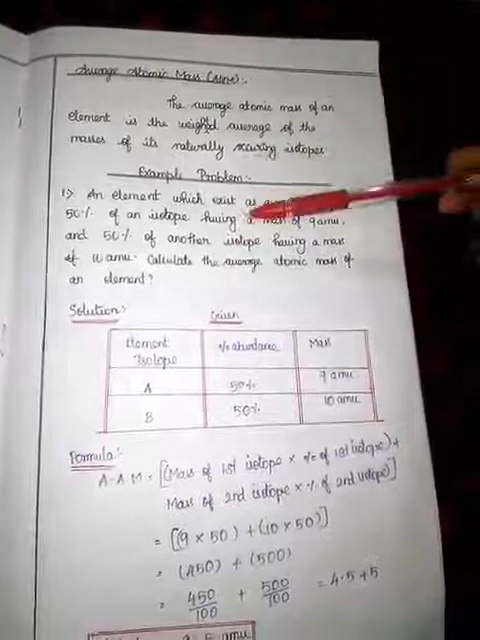 Average Atomic Mass (AAM):-
The average atomic mass of an
element is the weighted average of the
masses of its naturally occuring isotopes
Example Problem:-
1.) An element which exist as
50% of an isotope having a mass of 9amu,
and 50% of another isotope having a mass
of 10 amu. Calculate the average atomic mass of
an element?
Solution:-
Given
Element Isotope
% abundance
Mass
A
50%
9 amu
B
50%
10 amu
Formula:-
A.A M = [(Mass of 1st isotope × % of 1st isotope) +
Mass of 2nd isotope × % of 2nd isotope)]
= [(9 × 50) + (10 × 50)]
= (450) + (500)
= 450/100 + 500/100 = 4.5 + 5
9.5 amu